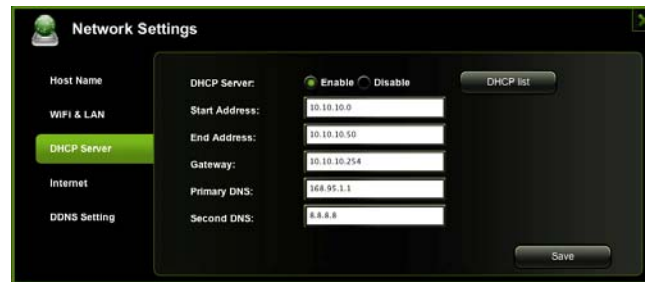 Network Settings
Host Name
WiFi & LAN
DHCP Server
Internet
DDNS Setting
DHCP Server: Enable Disable DHCP list
Start Address: 10.10.10.0
End Address: 10.10.10.50
Gateway: 10.10.10.254
Primary DNS: 168.95.1.1
Second DNS: 8.8.8.8
Save